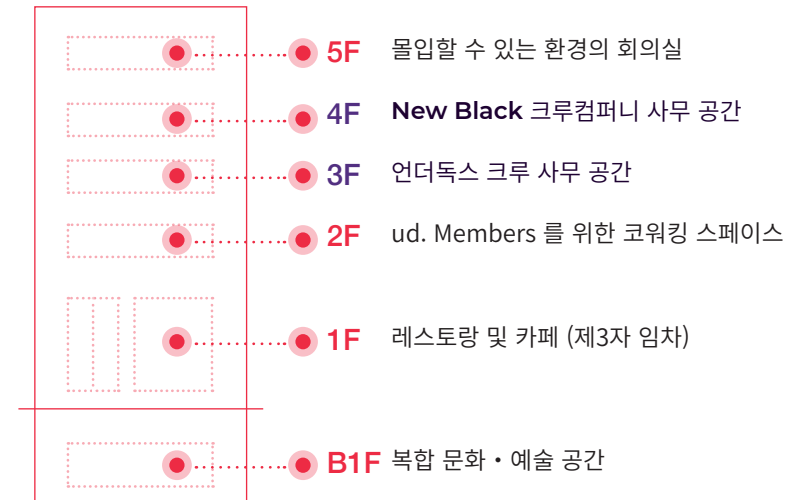 5F 몰입할 수 있는 환경의 회의실
4F New Black 크루컴퍼니 사무 공간
3F 언더독스 크루 사무 공간
2F ud. Members 를 위한 코워킹 스페이스
1F 레스토랑 및 카페 (제3자 임차)
B1F 복합 문화・예술 공간